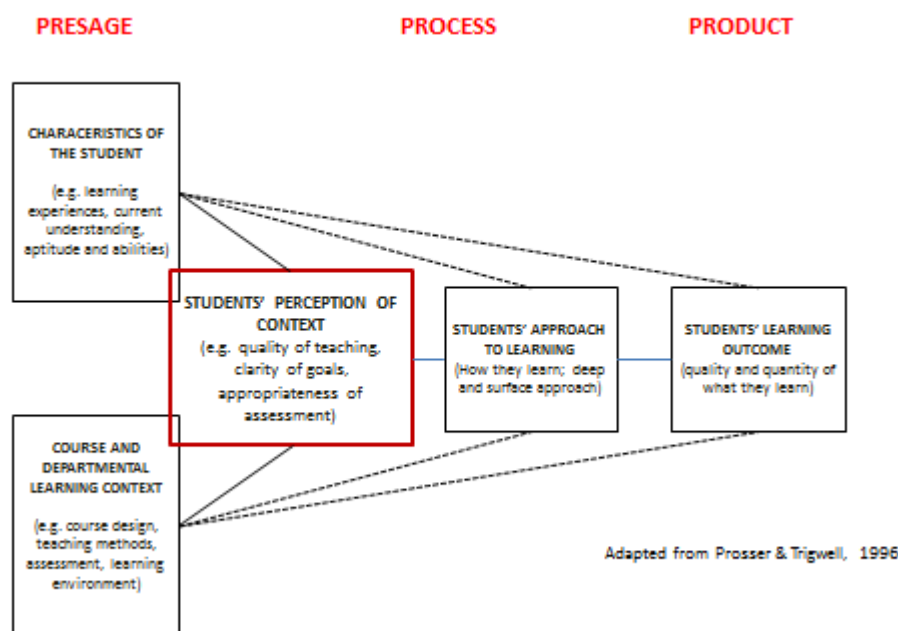 PRESAGE
PROCESS
PRODUCT
CHARACERISTICS OF
THE STUDENT
(e.g. learning
experiences, current
understanding,
aptitude and abilities)
STUDENTS' PERCEPTION OF
CONTEXT
(e.g. quality of teaching,
clarity of goals,
appropriateness of
assessment)
STUDENTS' APPROACH
TO LEARNING
(How they learn; deep
and surface approach)
STUDENTS' LEARNING
OUTCOME
(quality and quantity of
what they learn)
COURSE AND
DEPARTMENTAL
LEARNING CONTEXT
(e.g. course design,
teaching methods,
assessment, learning
environment)
Adapted from Prosser & Trigwell, 1996